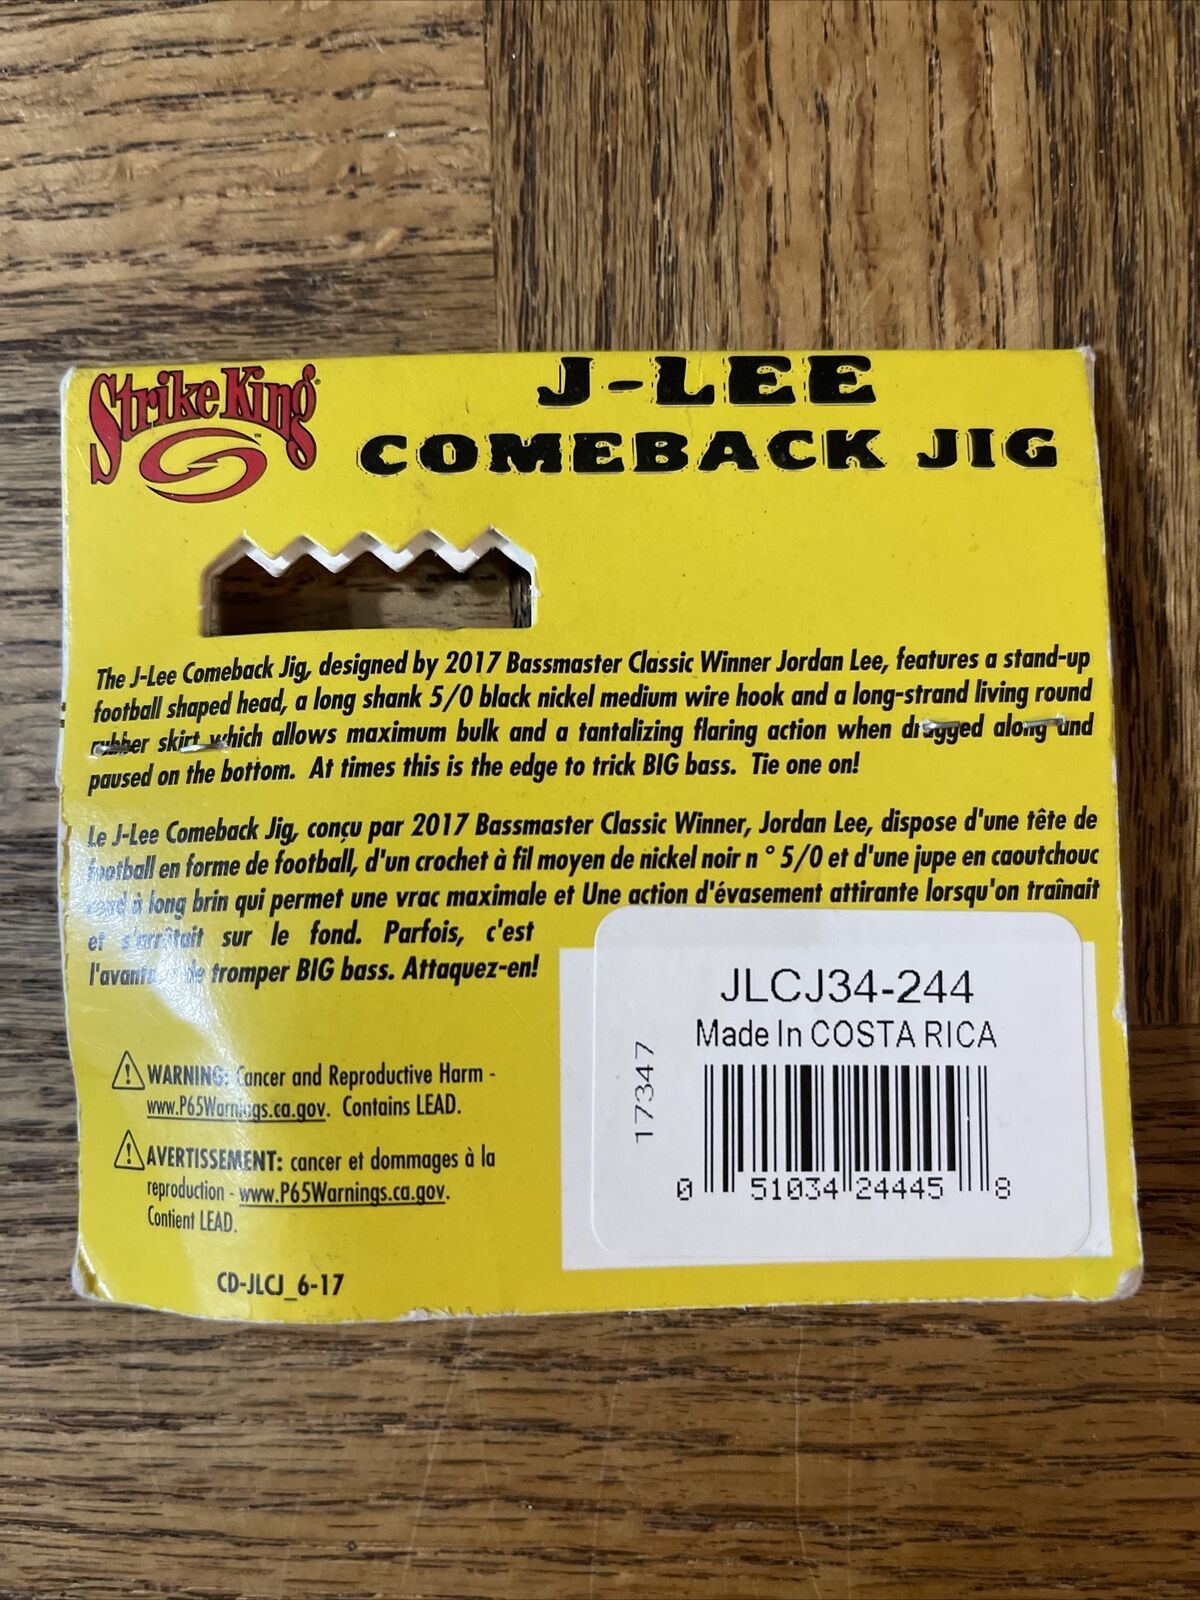 Strike King
J-LEE
COMEBACK JIG
The J-Lee Comeback Jig, designed by 2017 Bassmaster Classic Winner Jordan Lee, features a stand-up
football shaped head, a long shank 5/0 black nickel medium wire hook and a long-strand living round
rubber skirt which allows maximum bulk and a tantalizing flaring action when dragged along and
paused on the bottom. At times this is the edge to trick BIG bass. Tie one on!
Le J-Lee Comeback Jig, conçu par 2017 Bassmaster Classic Winner, Jordan Lee, dispose d'une tête de
football en forme de football, d'un crochet à fil moyen de nickel noir n ° 5/0 et d'une jupe en caoutchouc
rond à long brin qui permet une vrac maximale et Une action d'évasement attirante lorsqu'on traînait
et s'arrêtait sur le fond. Parfois, c'est
de tromper BIG bass. Attaquez-en!
WARNING: Cancer and Reproductive Harm -
www.P65Warnings.ca.gov. Contains LEAD.
AVERTISSEMENT: cancer et dommages à la
reproduction - www.P65Warnings.ca.gov.
Contient LEAD.
CD-JLCJ_6-17
JLCJ34-244
Made In COSTA RICA
17347
0 51034 24445 8